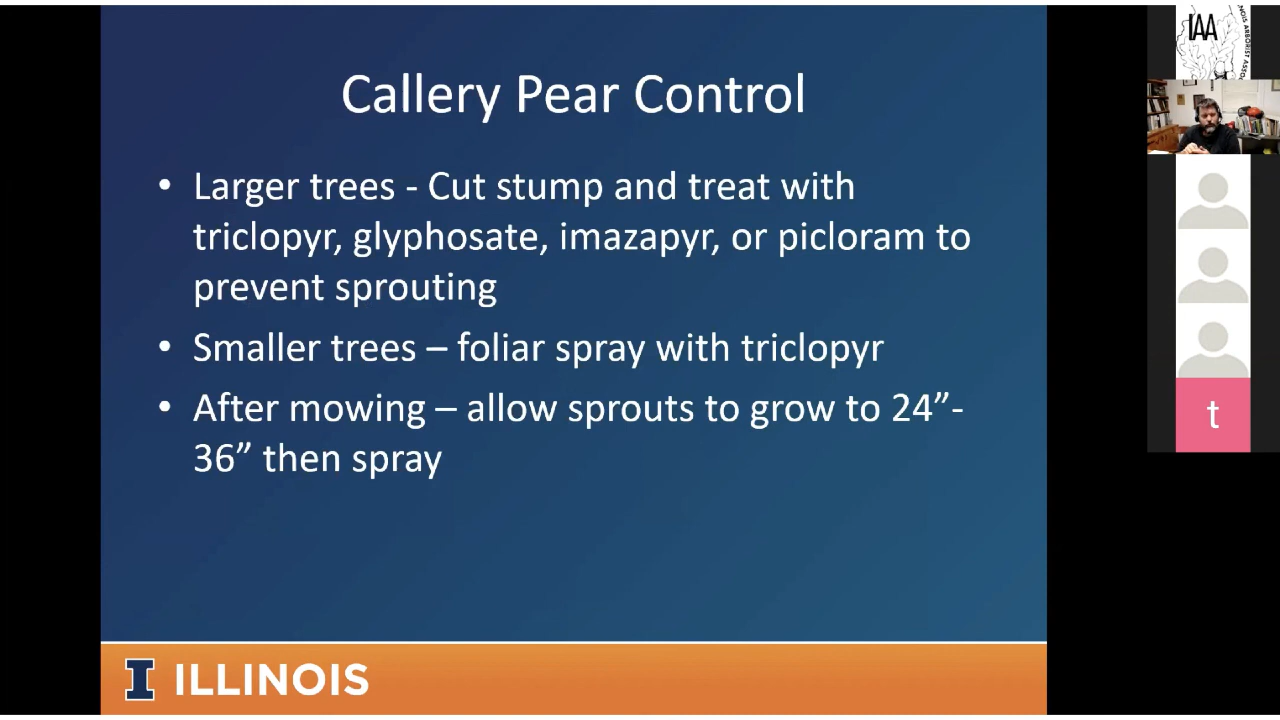 Callery Pear Control
• Larger trees - Cut stump and treat with
triclopyr, glyphosate, imazapyr, or picloram to
prevent sprouting
• Smaller trees – foliar spray with triclopyr
• After mowing – allow sprouts to grow to 24”-
36” then spray
I ILLINOIS
IAA
t